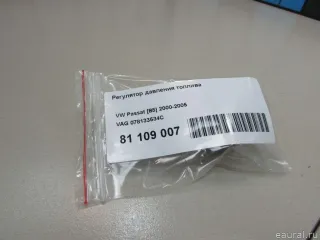 Регулятор давления топлива
VW Passat [B5] 2000-2005
VAG 078133534C
81 109 007
eaural.ru